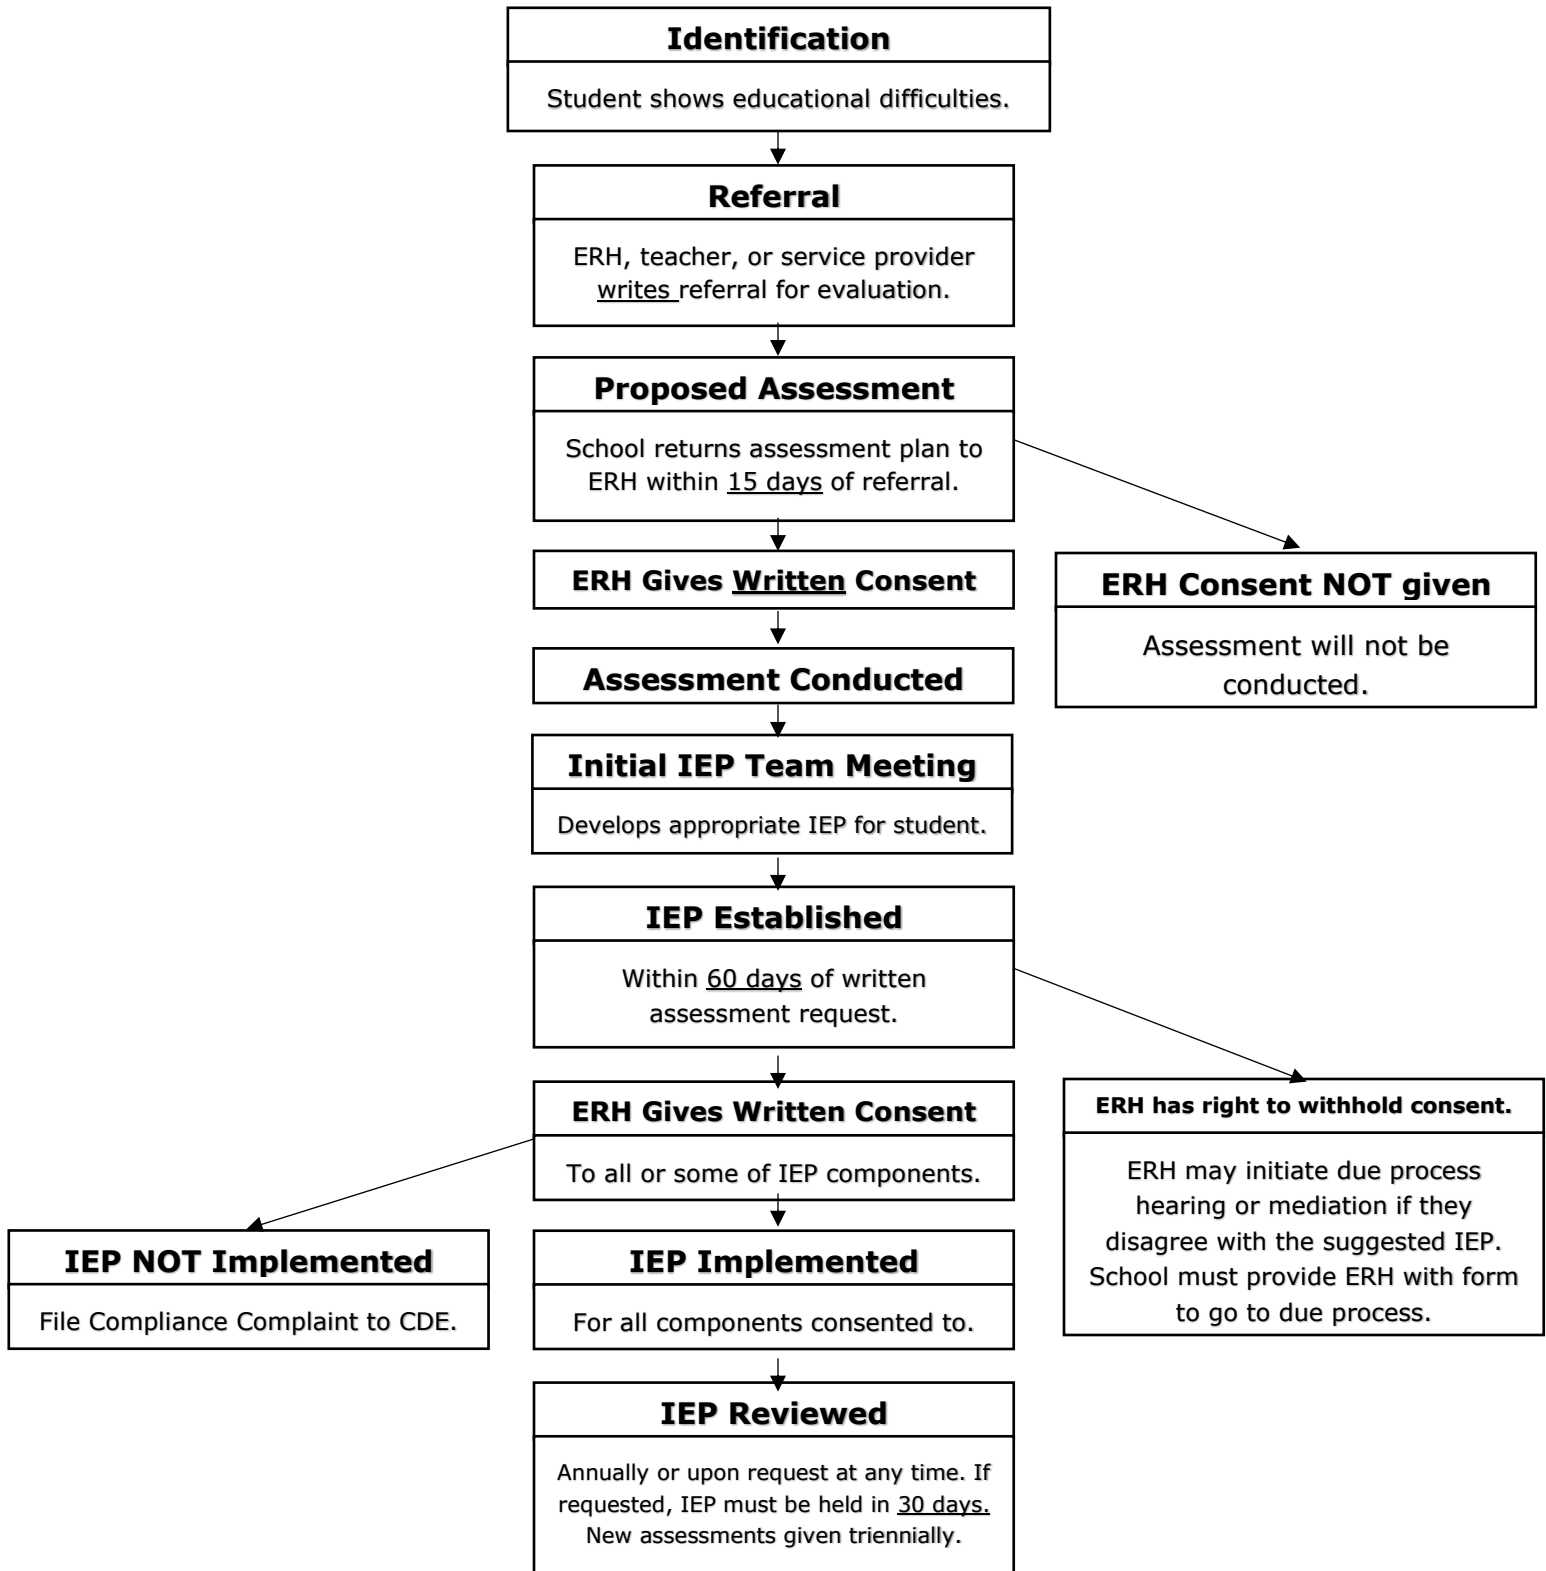 Identification
Student shows educational difficulties.
Referral
ERH, teacher, or service provider
writes referral for evaluation.
Proposed Assessment
School returns assessment plan to
ERH within 15 days of referral.
ERH Gives Written Consent
ERH Consent NOT given
Assessment will not be
conducted.
Assessment Conducted
Initial IEP Team Meeting
Develops appropriate IEP for student.
IEP Established
Within 60 days of written
assessment request.
ERH Gives Written Consent
To all or some of IEP components.
ERH has right to withhold consent.
ERH may initiate due process
hearing or mediation if they
disagree with the suggested IEP.
School must provide ERH with form
to go to due process.
IEP NOT Implemented
File Compliance Complaint to CDE.
IEP Implemented
For all components consented to.
IEP Reviewed
Annually or upon request at any time. If
requested, IEP must be held in 30 days.
New assessments given triennially.